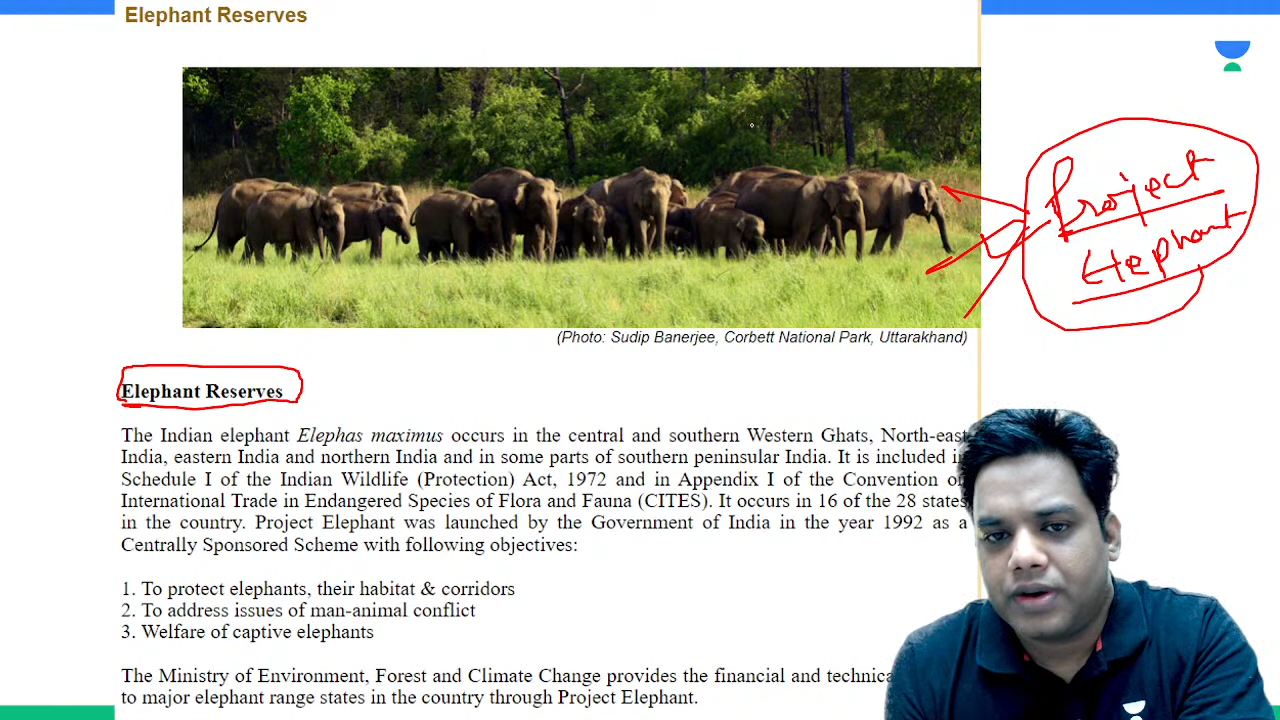 Elephant Reserves
Project
Elephant
(Photo: Sudip Banerjee, Corbett National Park, Uttarakhand)
Elephant Reserves
The Indian elephant Elephas maximus occurs in the central and southern Western Ghats, North-east
India, eastern India and northern India and in some parts of southern peninsular India. It is included
Schedule I of the Indian Wildlife (Protection) Act, 1972 and in Appendix I of the Convention
International Trade in Endangered Species of Flora and Fauna (CITES). It occurs in 16 of the 28 states
in the country. Project Elephant was launched by the Government of India in the year 1992 as a
Centrally Sponsored Scheme with following objectives:
1. To protect elephants, their habitat & corridors
2. To address issues of man-animal conflict
3. Welfare of captive elephants
The Ministry of Environment, Forest and Climate Change provides the financial and
to major elephant range states in the country through Project Elephant.